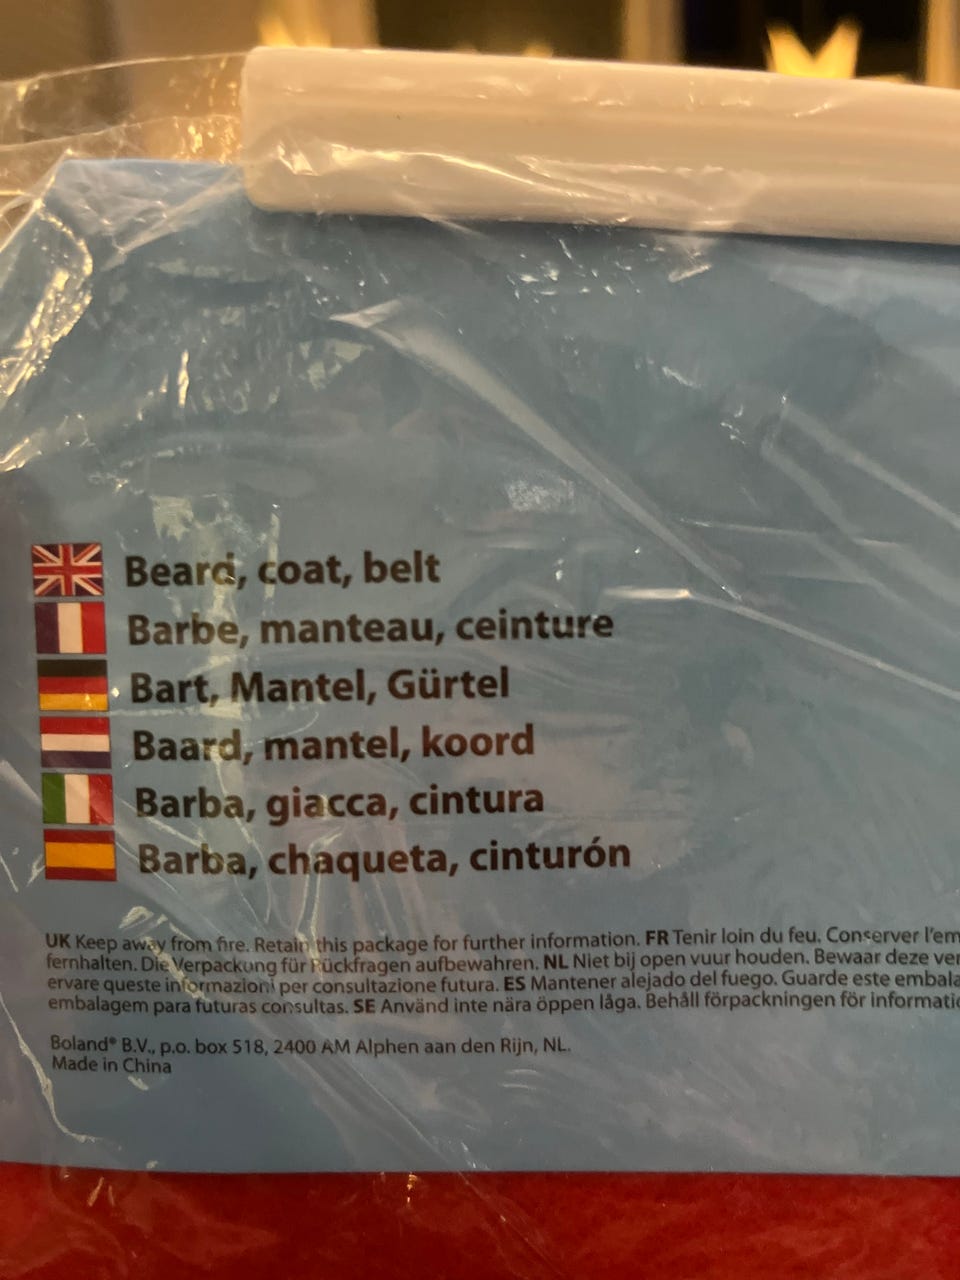 Beard, coat, belt
Barbe, manteau, ceinture
Bart, Mantel, Gürtel
Baard, mantel, koord
Barba, giacca, cintura
Barba, chaqueta, cinturón
UK Keep away from fire. Retain this package for further information. FR Tenir loin du feu. Conserver l'em
fernhalten. Die Verpackung für Rückfragen aufbewahren. NL Niet bij open vuur houden. Bewaar deze ver
ervare queste informazioni per consultazione futura. ES Mantener alejado del fuego. Guarde este embala
embalagem para futuras consultas. SE Använd inte nära öppen låga. Behåll förpackningen för informatio
Boland® B.V., p.o. box 518, 2400 AM Alphen aan den Rijn, NL.
Made in China